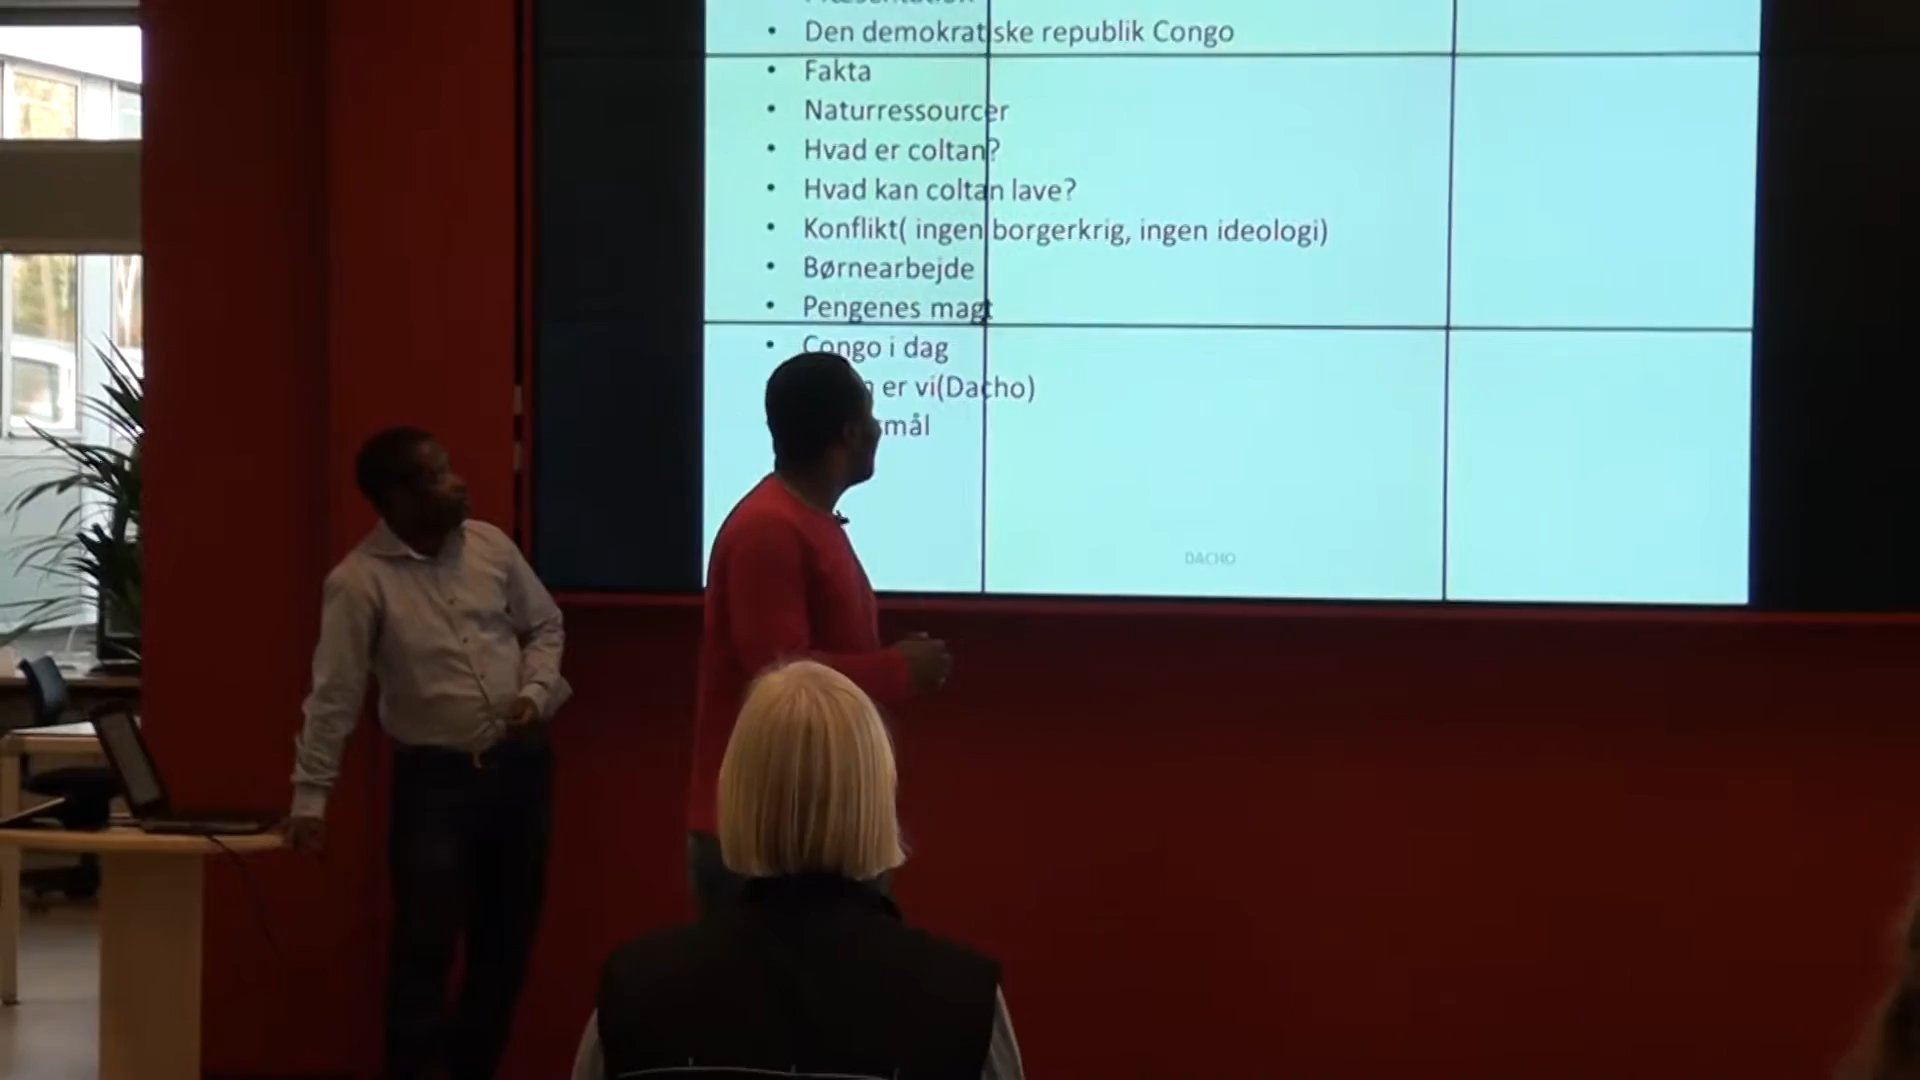 • Den demokratiske republik Congo
• Fakta
• Naturressourcer
• Hvad er coltan?
• Hvad kan coltan lave?
• Konflikt( ingen borgerkrig, ingen ideologi)
• Børnearbejde
• Pengenes magt
• Congo i dag
er vi(Dacho)
DACHO